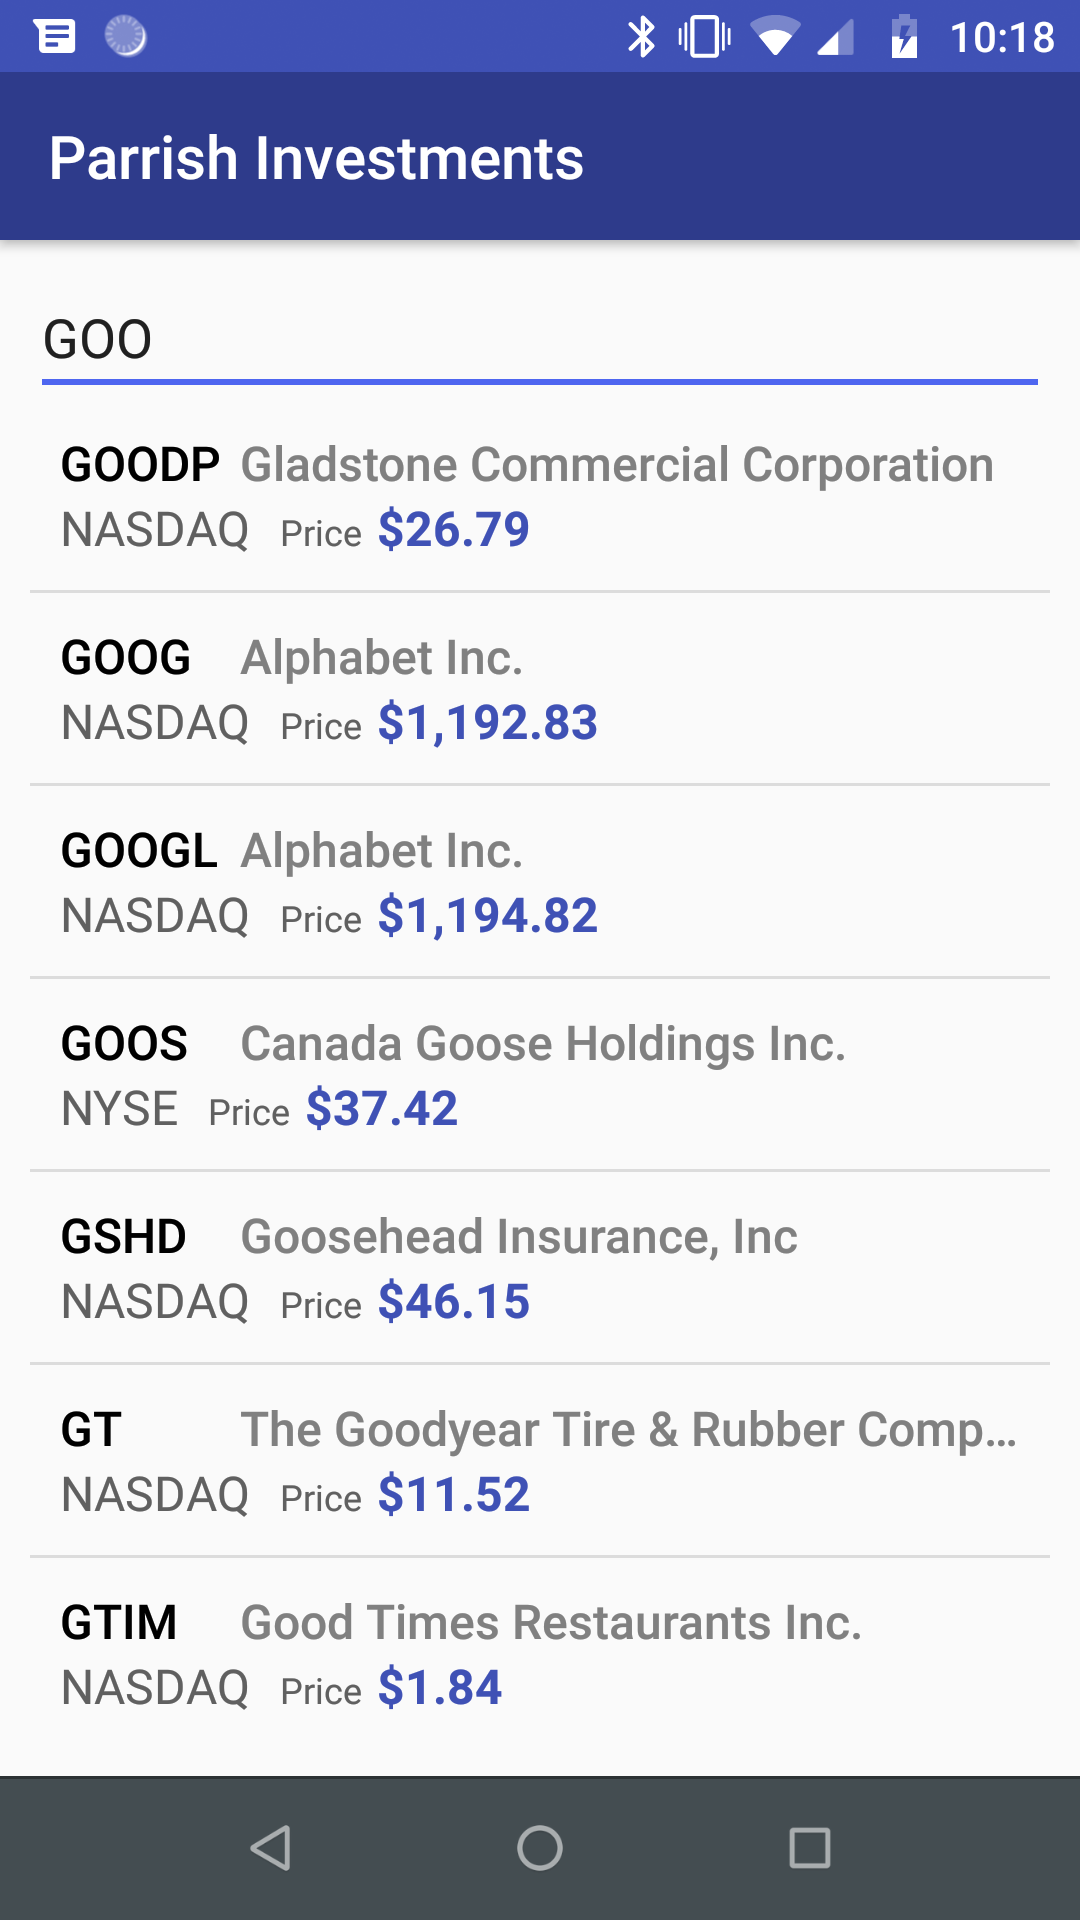 10:18
Parrish Investments
GOO
GOODP Gladstone Commercial Corporation
NASDAQ Price $26.79
GOOG Alphabet Inc.
NASDAQ Price $1,192.83
GOOGL Alphabet Inc.
NASDAQ Price $1,194.82
GOOS Canada Goose Holdings Inc.
NYSE Price $37.42
GSHD Goosehead Insurance, Inc
NASDAQ Price $46.15
GT The Goodyear Tire & Rubber Comp...
NASDAQ Price $11.52
GTIM Good Times Restaurants Inc.
NASDAQ Price $1.84